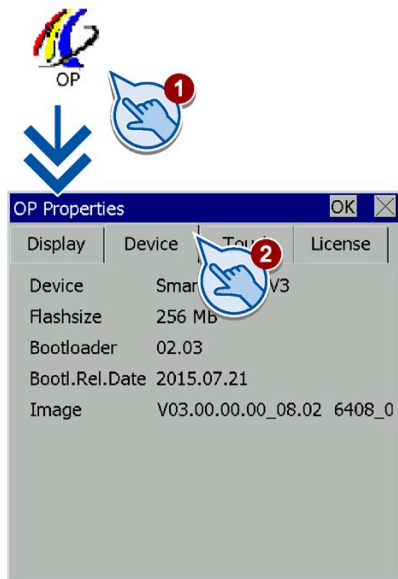 OP
1
OP Properties OK
Display Device 2 License
Device V3
Flashsize 256 MB
Bootloader 02.03
Bootl.Rel.Date 2015.07.21
Image V03.00.00.00_08.02 6408_0